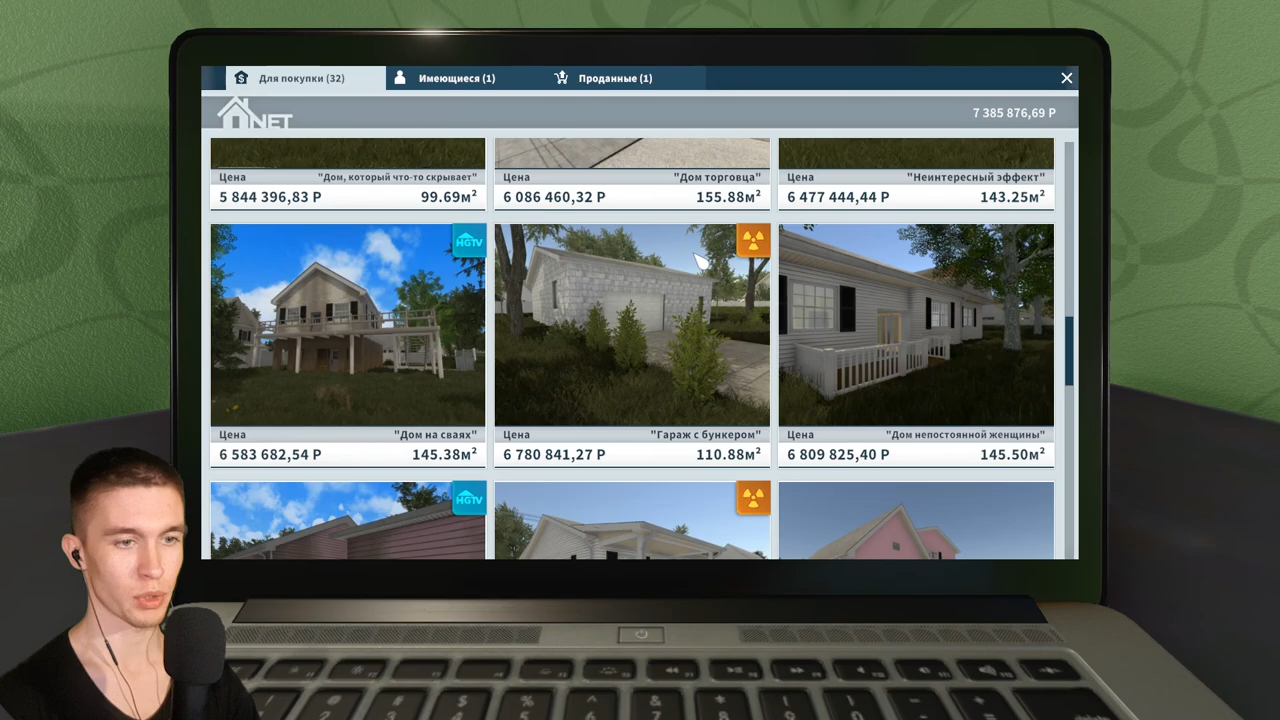 Для покупки (32)
Имеющиеся (1)
Проданные (1)
NET
7 385 876,69 Р
Цена "Дом, который что-то скрывает"
5 844 396,83 Р 99.69м²
Цена "Дом торговца"
6 086 460,32 Р 155.88м²
Цена "Неинтересный эффект"
6 477 444,44 Р 143.25м²
HGTV
Цена "Дом на сваях"
6 583 682,54 Р 145.38м²
Цена "Гараж с бункером"
6 780 841,27 Р 110.88м²
Цена "Дом непостоянной женщины"
6 809 825,40 Р 145.50м²
HGTV